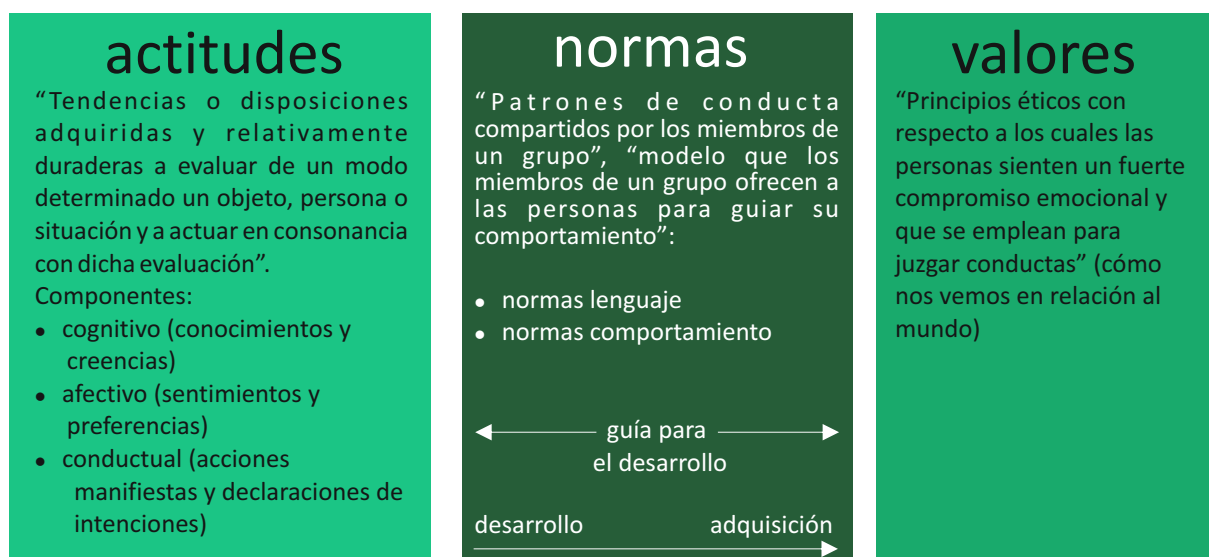 actitudes
“Tendencias o disposiciones
adquiridas y relativamente
duraderas a evaluar de un modo
determinado un objeto, persona o
situación y a actuar en consonancia
con dicha evaluación”.
Componentes:
• cognitivo (conocimientos y
creencias)
• afectivo (sentimientos y
preferencias)
• conductual (acciones
manifiestas y declaraciones de
intenciones)
normas
“Patrones de conducta
compartidos por los miembros de
un grupo”, “modelo que los
miembros de un grupo ofrecen a
las personas para guiar su
comportamiento”:
• normas lenguaje
• normas comportamiento
guía para
el desarrollo
desarrollo adquisición
valores
“Principios éticos con
respecto a los cuales las
personas sienten un fuerte
compromiso emocional y
que se emplean para
juzgar conductas” (cómo
nos vemos en relación al
mundo)